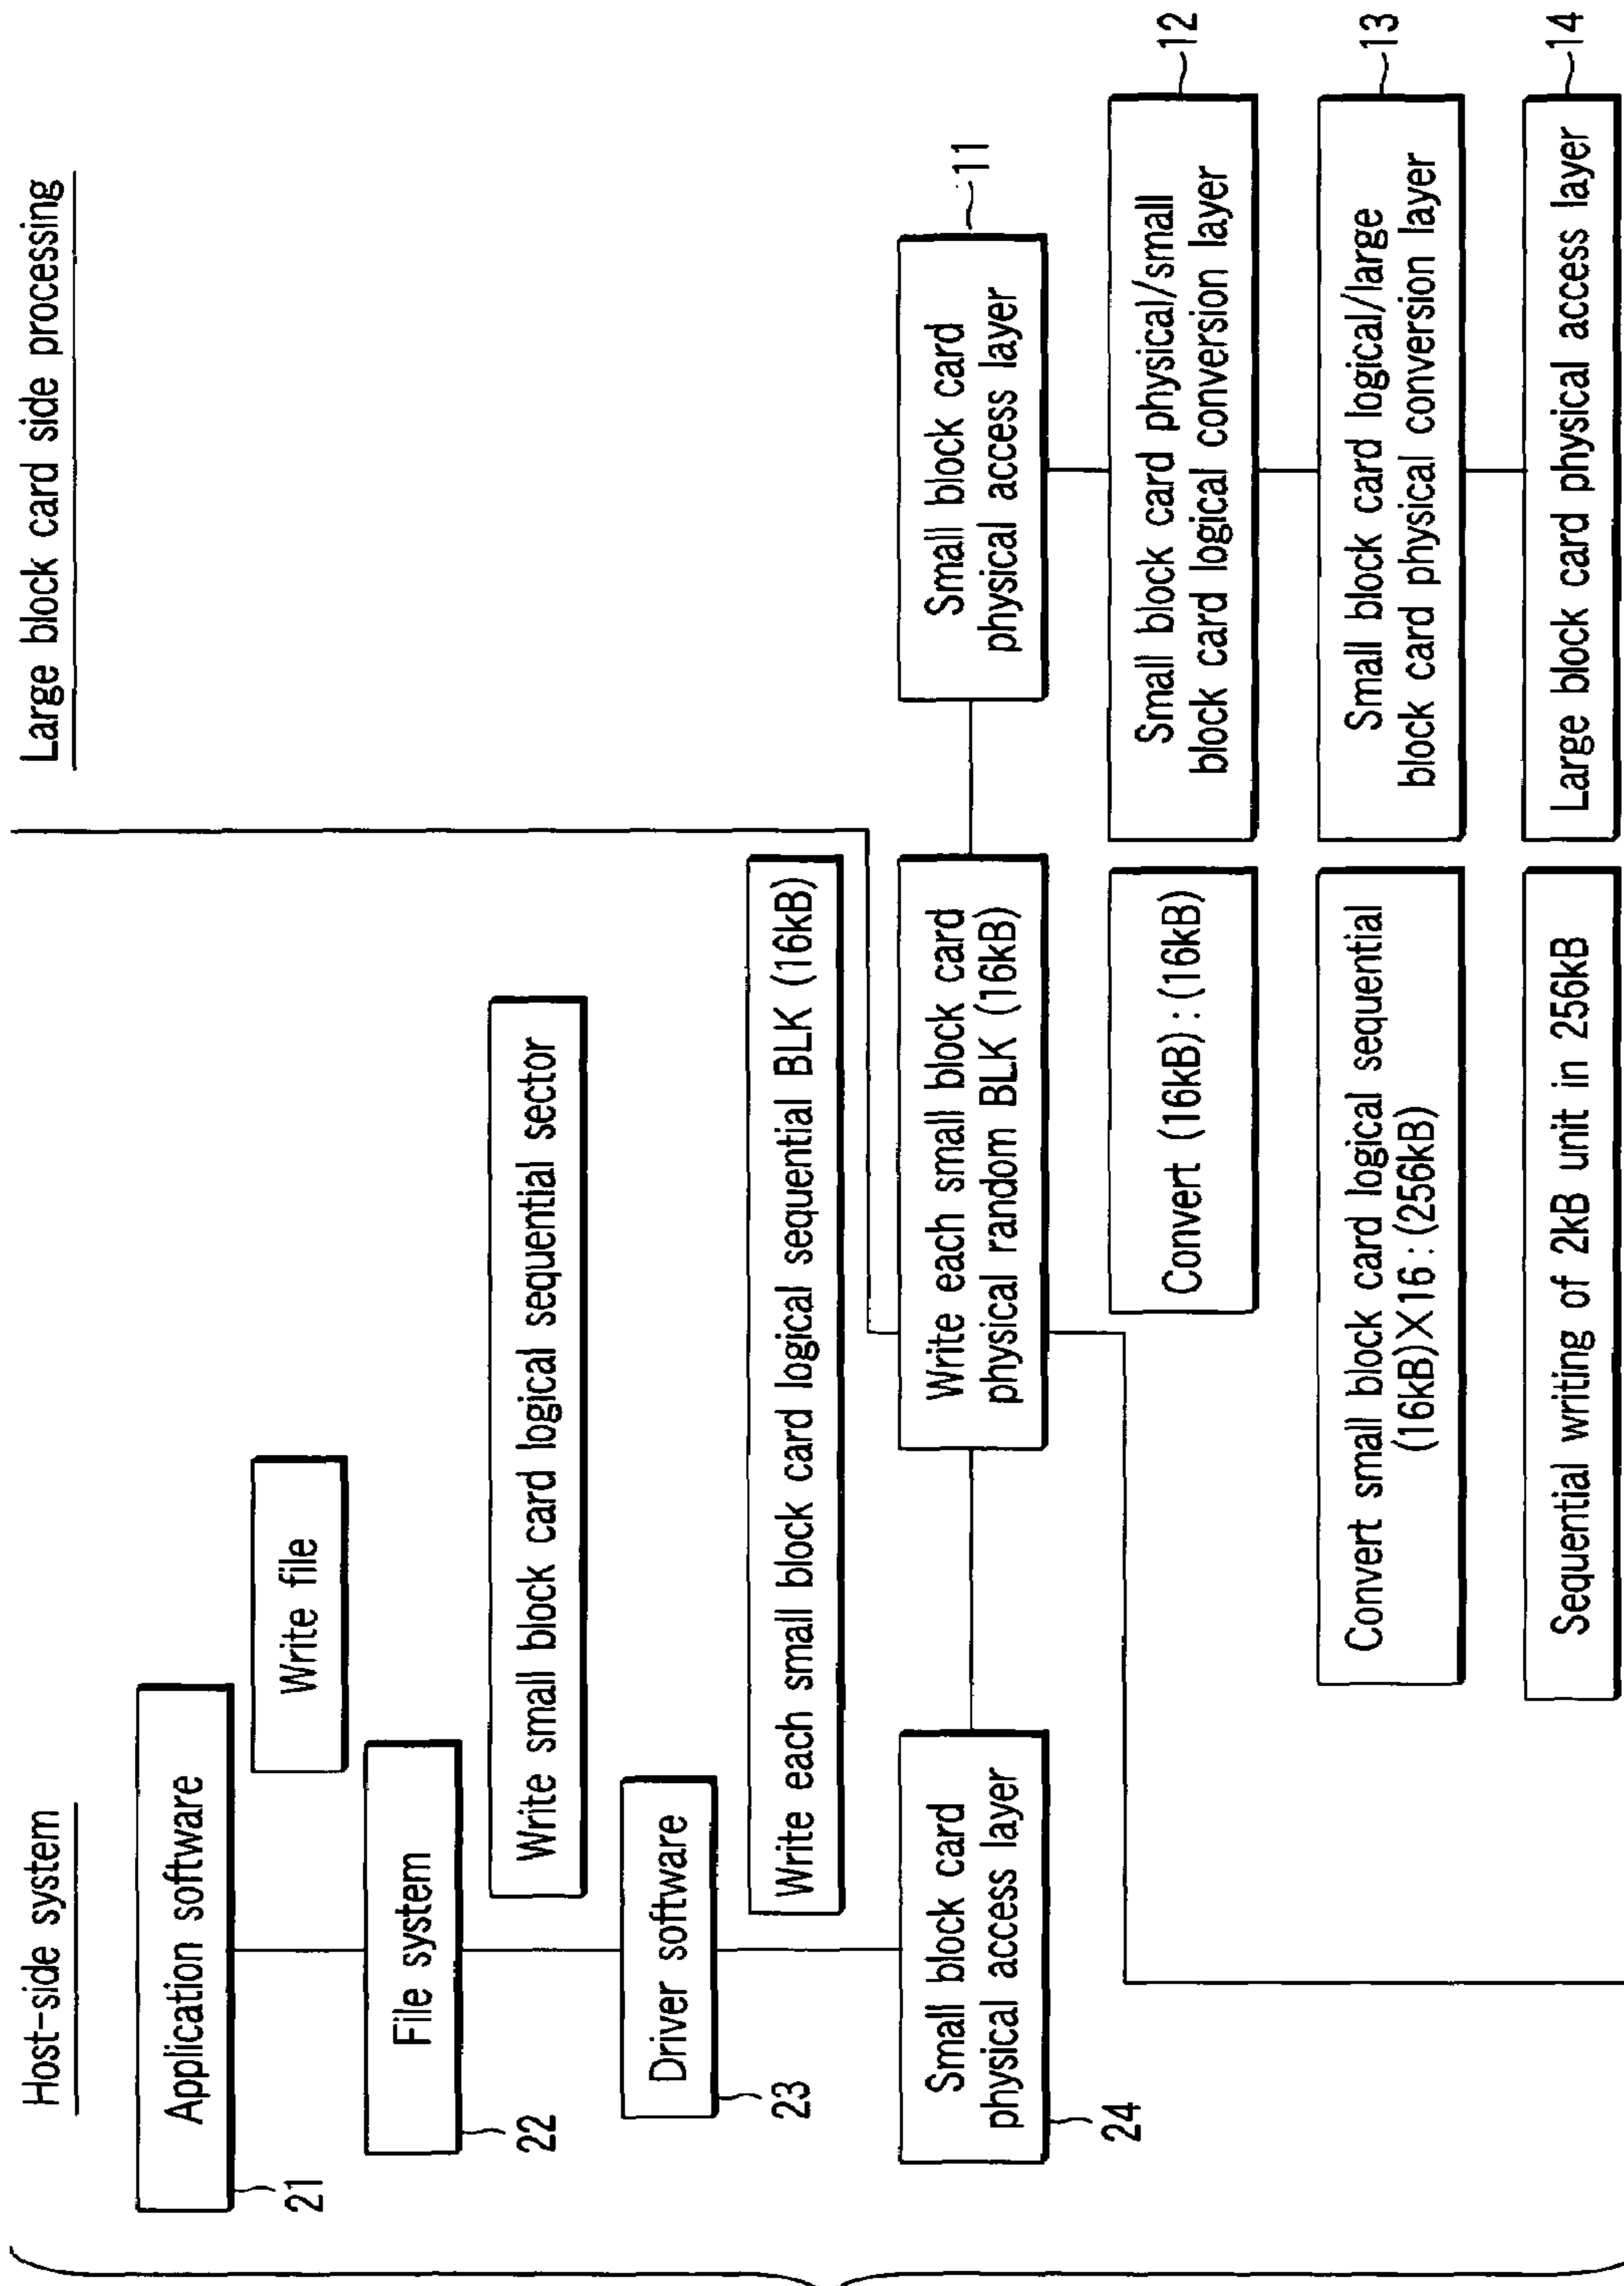 Host-side system
Large block card side processing
Application software
21
Write file
File system
22
Write small block card logical sequential sector
Driver software
23
Write each small block card logical sequential BLK (16kB)
Small block card
physical access layer
24
Write each small block card
physical random BLK (16kB)
Small block card
physical access layer
11
Convert (16kB) : (16kB)
Small block card physical/small
block card logical conversion layer
12
Convert small block card logical sequential
(16kB)X16 : (256kB)
Small block card logical/large
block card physical conversion layer
13
Sequential writing of 2kB unit in 256kB
Large block card physical access layer
14